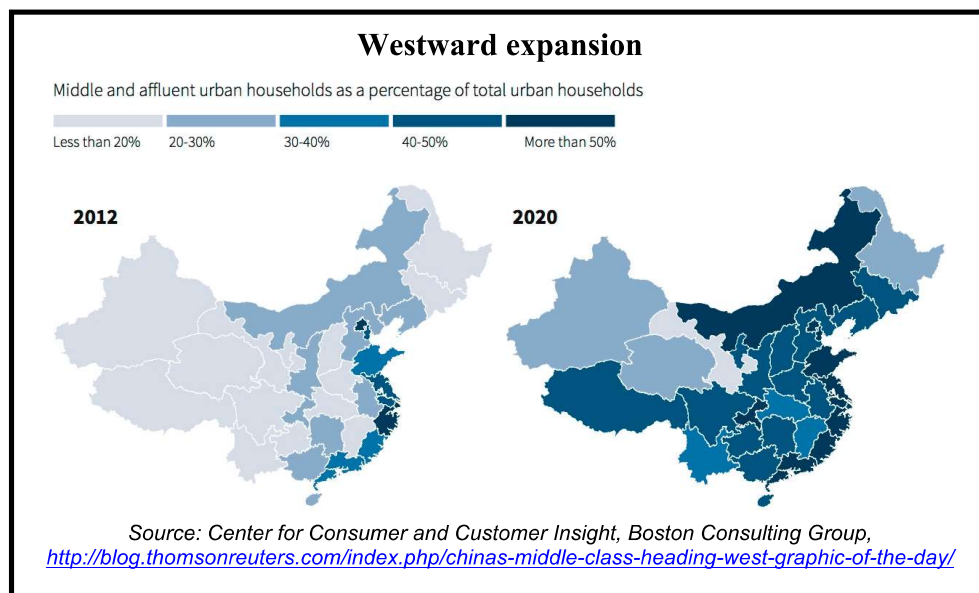 Westward expansion
Middle and affluent urban households as a percentage of total urban households
Less than 20% 20-30% 30-40% 40-50% More than 50%
2012 2020
Source: Center for Consumer and Customer Insight, Boston Consulting Group,
http://blog.thomsonreuters.com/index.php/chinas-middle-class-heading-west-graphic-of-the-day/